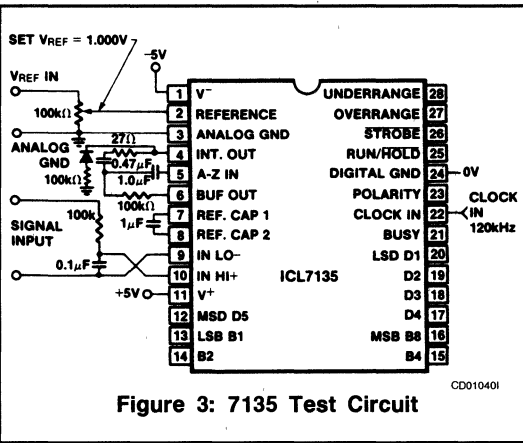 SET VREF = 1.000V
-5V
VREF IN
100kΩ
ANALOG GND
27Ω
0.47μF
100kΩ
1.0μF
100kΩ
SIGNAL INPUT
100k
1μF
0.1μF
+5V
1 V-
2 REFERENCE
3 ANALOG GND
4 INT. OUT
5 A-Z IN
6 BUF OUT
7 REF. CAP 1
8 REF. CAP 2
9 IN LO-
10 IN HI+
11 V+
12 MSD D5
13 LSB B1
14 B2
ICL7135
UNDERRANGE 28
OVERRANGE 27
STROBE 26
RUN/HOLD 25
DIGITAL GND 24
POLARITY 23
CLOCK IN 22
BUSY 21
LSD D1 20
D2 19
D3 18
D4 17
MSB B8 16
B4 15
0V
CLOCK IN 120kHz
CD01040I
Figure 3: 7135 Test Circuit